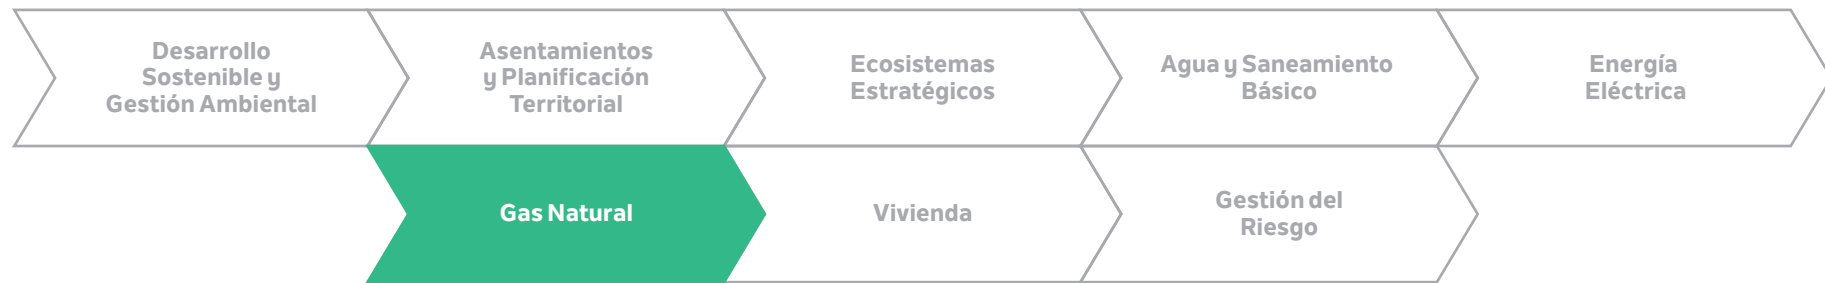 Desarrollo
Sostenible y
Gestión Ambiental
Asentamientos
y Planificación
Territorial
Ecosistemas
Estratégicos
Agua y Saneamiento
Básico
Energía
Eléctrica
Gas Natural
Vivienda
Gestión del
Riesgo